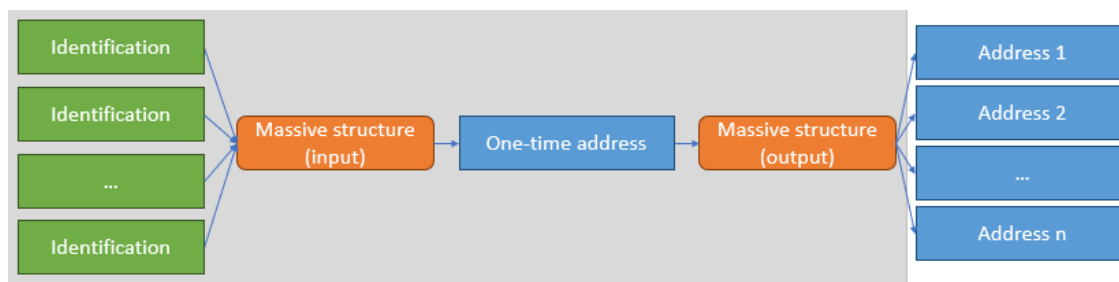 Identification
Identification
...
Identification
Massive structure
(input)
One-time address
Massive structure
(output)
Address 1
Address 2
...
Address n